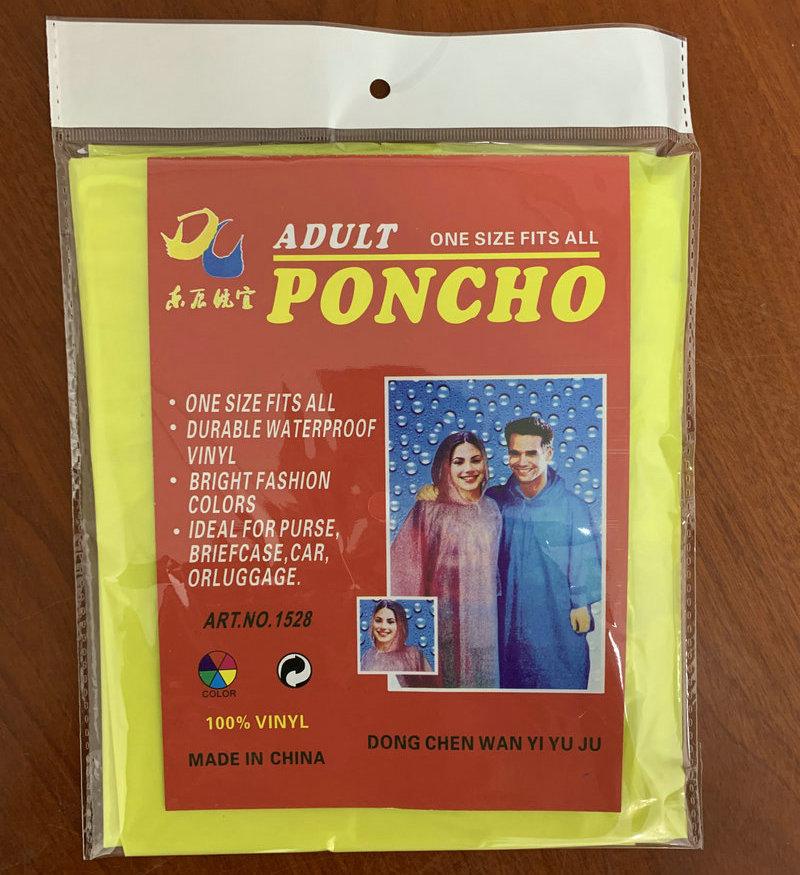 ADULT ONE SIZE FITS ALL
PONCHO
• ONE SIZE FITS ALL
• DURABLE WATERPROOF
VINYL
• BRIGHT FASHION
COLORS
• IDEAL FOR PURSE,
BRIEFCASE,CAR,
ORLUGGAGE.
ART.NO.1528
COLOR
100% VINYL
MADE IN CHINA
DONG CHEN WAN YI YU JU